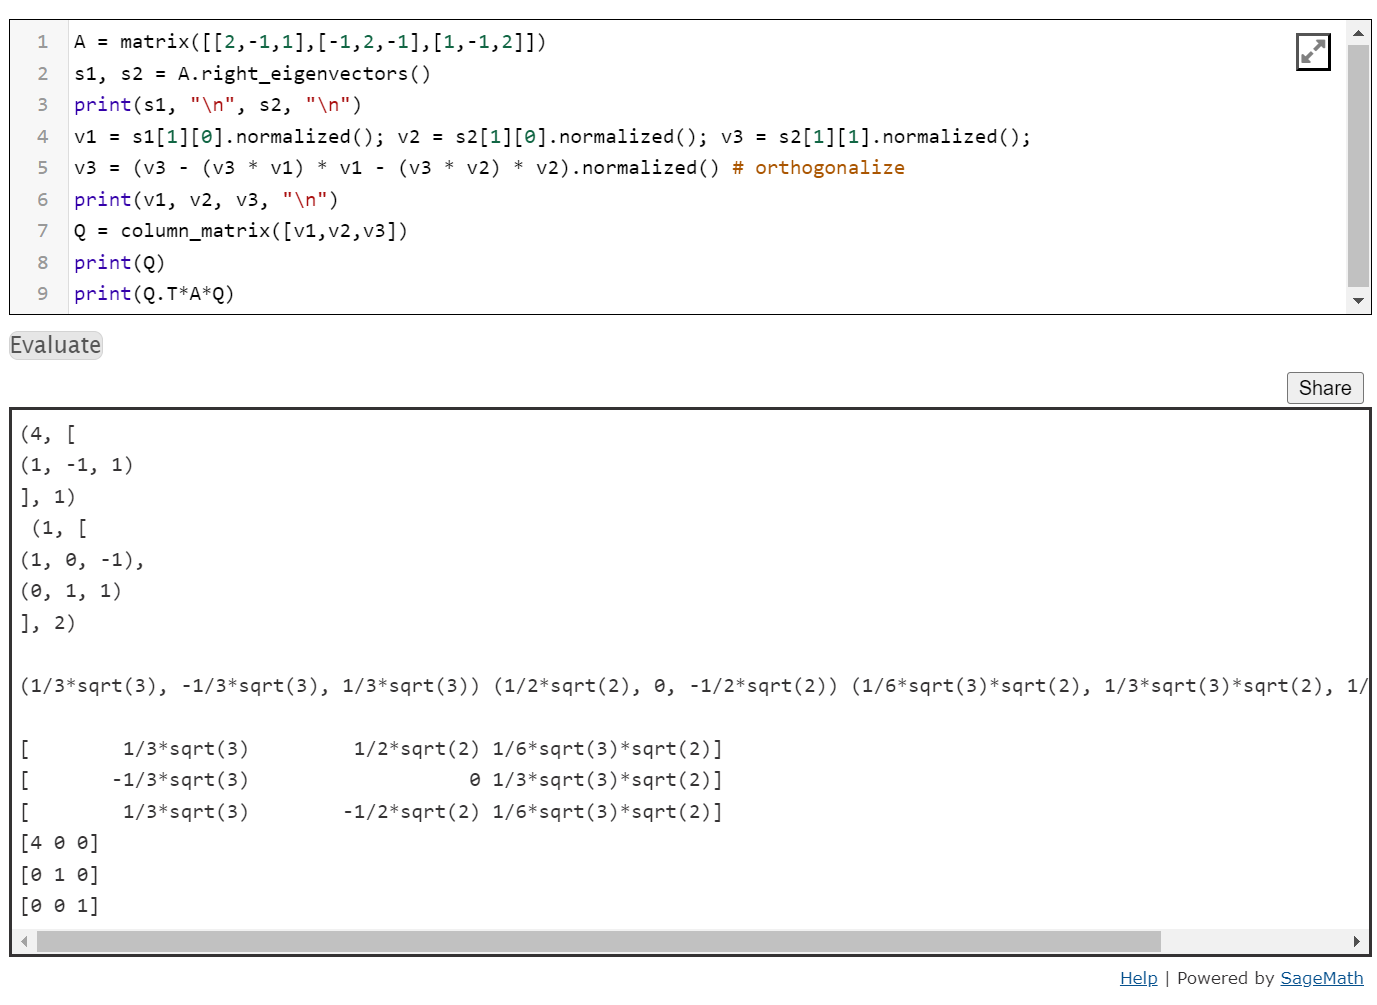 1 A = matrix([[2,-1,1],[-1,2,-1],[1,-1,2]])
2 s1, s2 = A.right_eigenvectors()
3 print(s1, "\n", s2, "\n")
4 v1 = s1[1][0].normalized(); v2 = s2[1][0].normalized(); v3 = s2[1][1].normalized();
5 v3 = (v3 - (v3 * v1) * v1 - (v3 * v2) * v2).normalized() # orthogonalize
6 print(v1, v2, v3, "\n")
7 Q = column_matrix([v1,v2,v3])
8 print(Q)
9 print(Q.T*A*Q)
Evaluate
Share
(4, [
(1, -1, 1)
], 1)
 (1, [
(1, 0, -1),
(0, 1, 1)
], 2)
(1/3*sqrt(3), -1/3*sqrt(3), 1/3*sqrt(3)) (1/2*sqrt(2), 0, -1/2*sqrt(2)) (1/6*sqrt(3)*sqrt(2), 1/3*sqrt(3)*sqrt(2), 1/
[        1/3*sqrt(3)         1/2*sqrt(2) 1/6*sqrt(3)*sqrt(2)]
[       -1/3*sqrt(3)                   0 1/3*sqrt(3)*sqrt(2)]
[        1/3*sqrt(3)        -1/2*sqrt(2) 1/6*sqrt(3)*sqrt(2)]
[4 0 0]
[0 1 0]
[0 0 1]
Help | Powered by SageMath